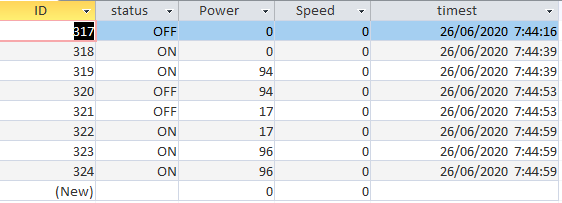 ID status Power Speed timest
317 OFF 0 0 26/06/2020 7:44:16
318 ON 0 0 26/06/2020 7:44:39
319 ON 94 0 26/06/2020 7:44:39
320 OFF 94 0 26/06/2020 7:44:53
321 OFF 17 0 26/06/2020 7:44:53
322 ON 17 0 26/06/2020 7:44:59
323 ON 96 0 26/06/2020 7:44:59
324 ON 96 0 26/06/2020 7:44:59
(New) 0 0